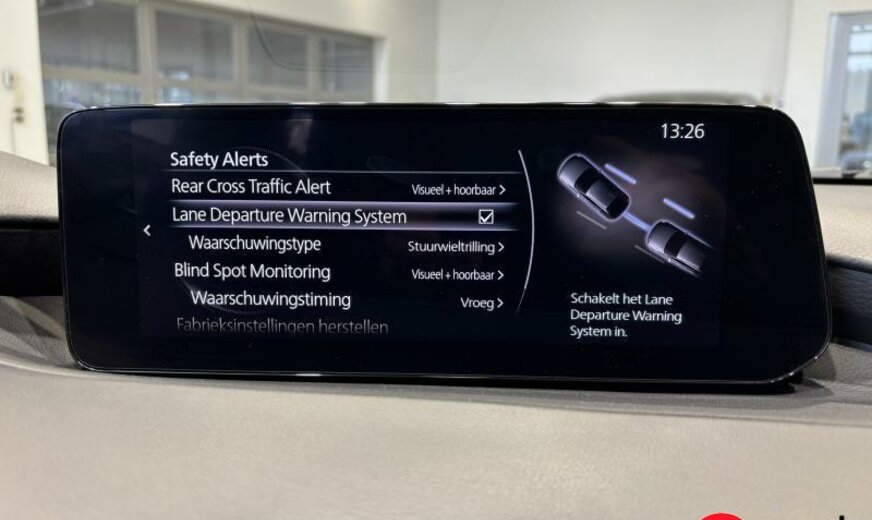 13:26
Safety Alerts
Rear Cross Traffic Alert Visueel + hoorbaar >
Lane Departure Warning System
Waarschuwingstype Stuurwieltrilling >
Blind Spot Monitoring Visueel + hoorbaar >
Waarschuwingstiming Vroeg >
Fabrieksinstellingen herstellen
Schakelt het Lane
Departure Warning
System in.